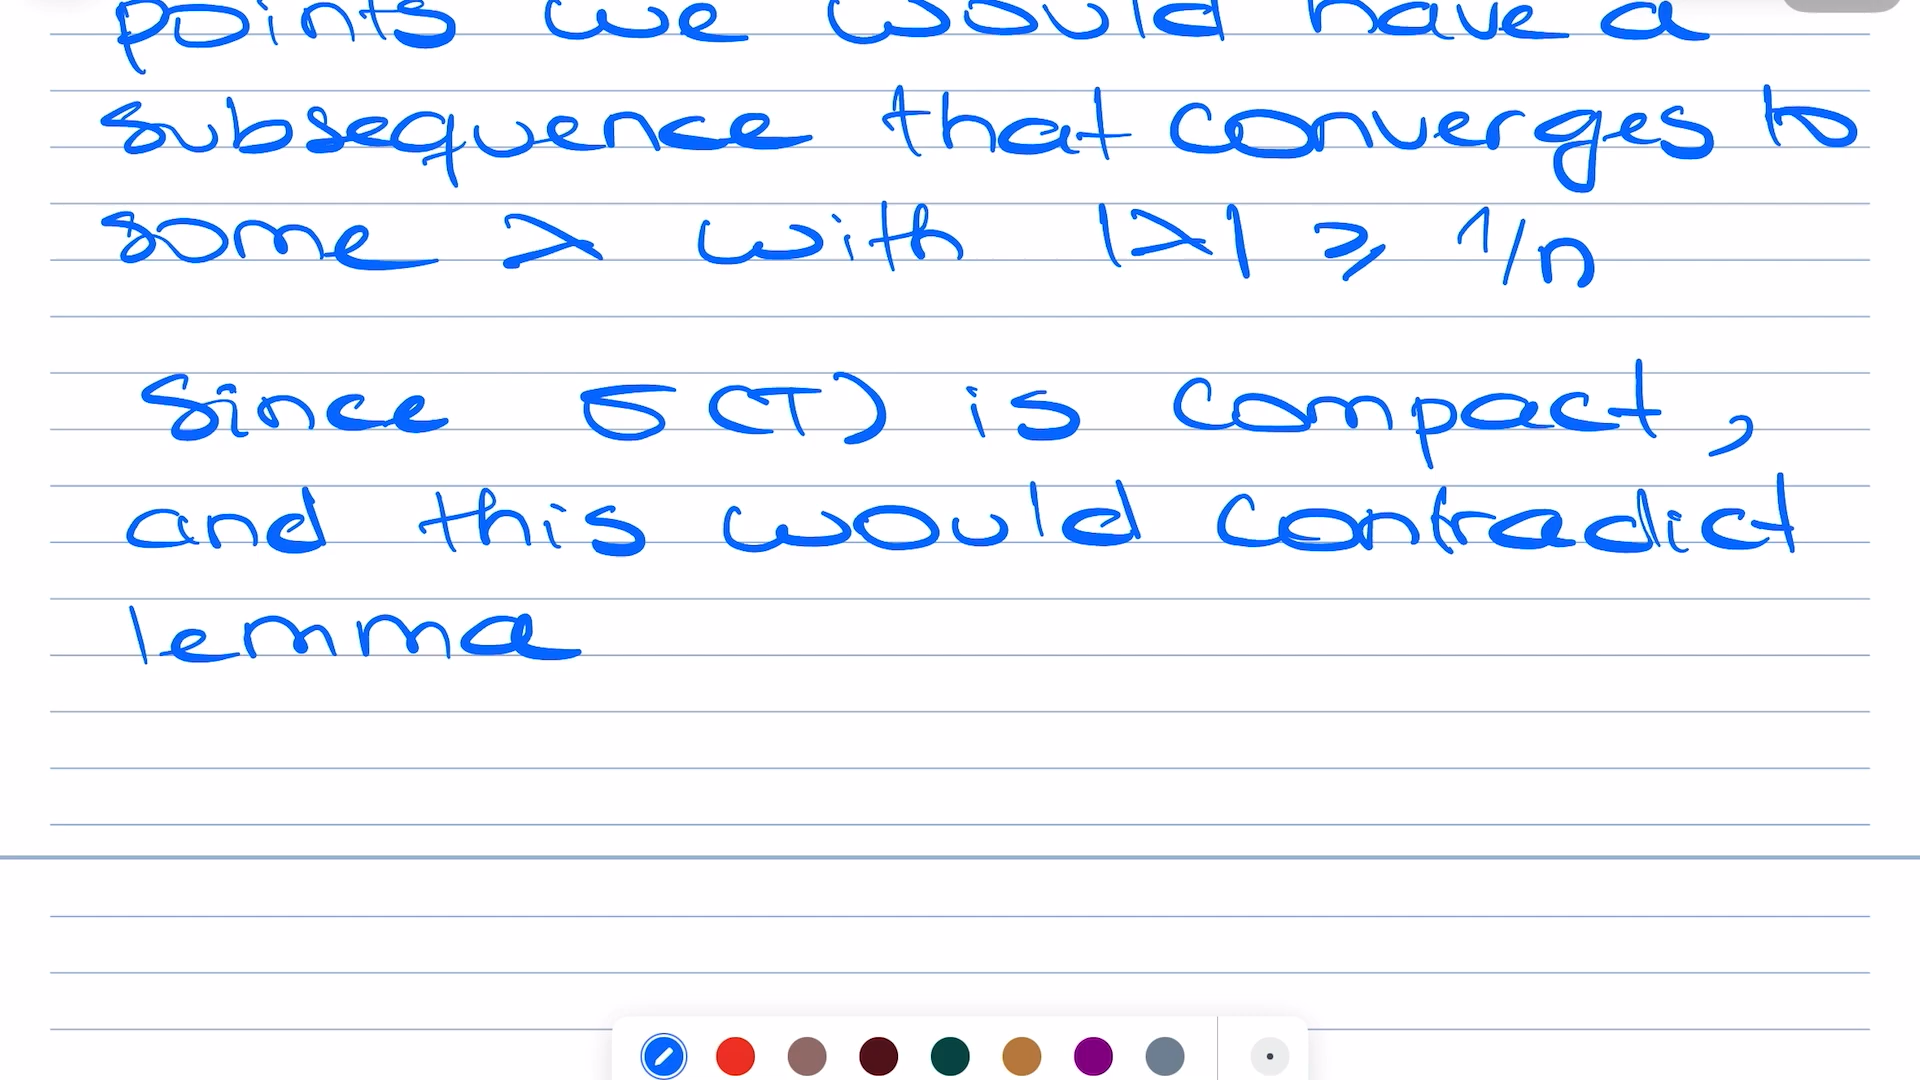 points we would have a
subsequence that converges to
some λ with |λ| ⩾ 1/n
Since σ(T) is compact,
and this would contradict
lemma